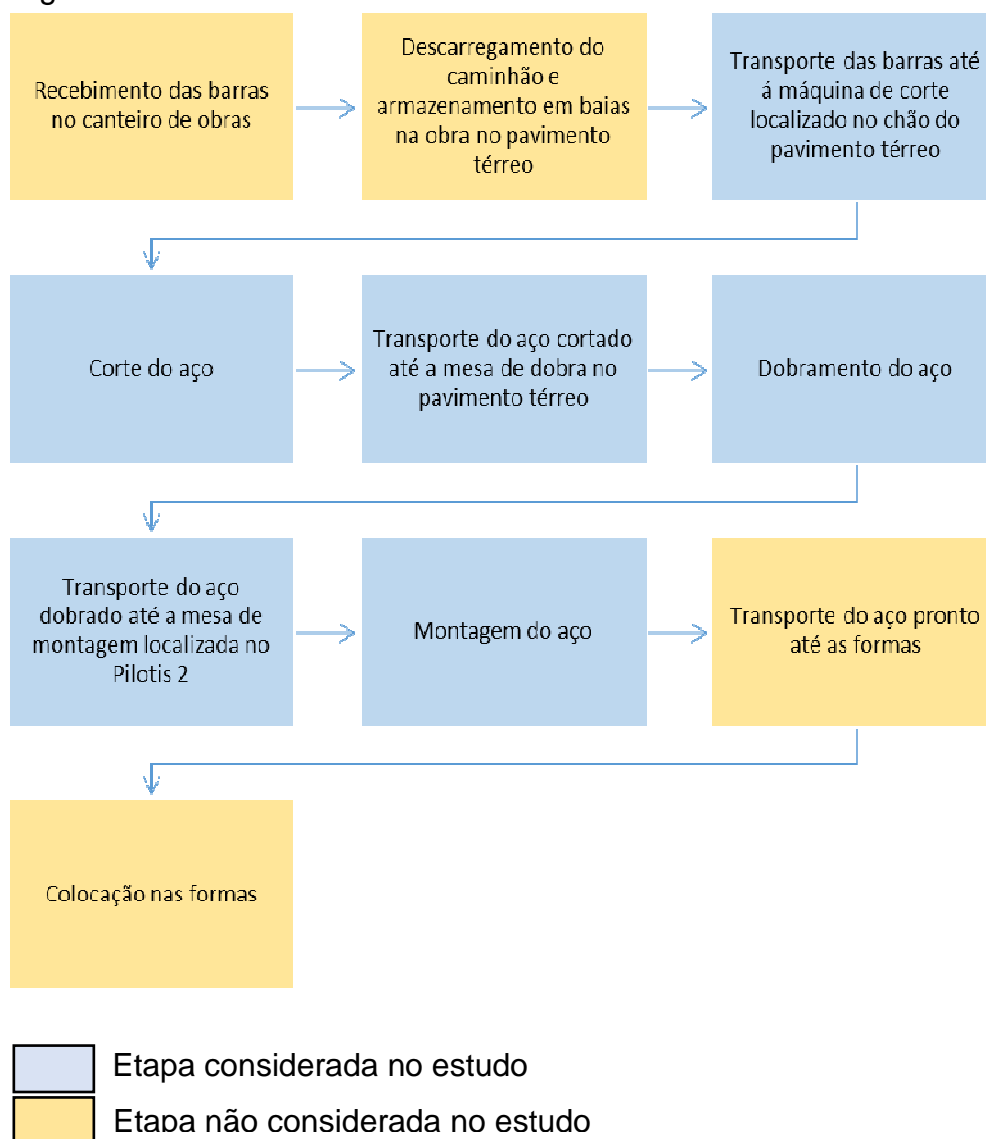 Recebimento das barras
no canteiro de obras
Descarregamento do
caminhão e
armazenamento em baias
na obra no pavimento
térreo
Transporte das barras até
á máquina de corte
localizado no chão do
pavimento térreo
Corte do aço
Transporte do aço cortado
até a mesa de dobra no
pavimento térreo
Dobramento do aço
Transporte do aço
dobrado até a mesa de
montagem localizada no
Pilotis 2
Montagem do aço
Transporte do aço pronto
até as formas
Colocação nas formas
Etapa considerada no estudo
Etapa não considerada no estudo